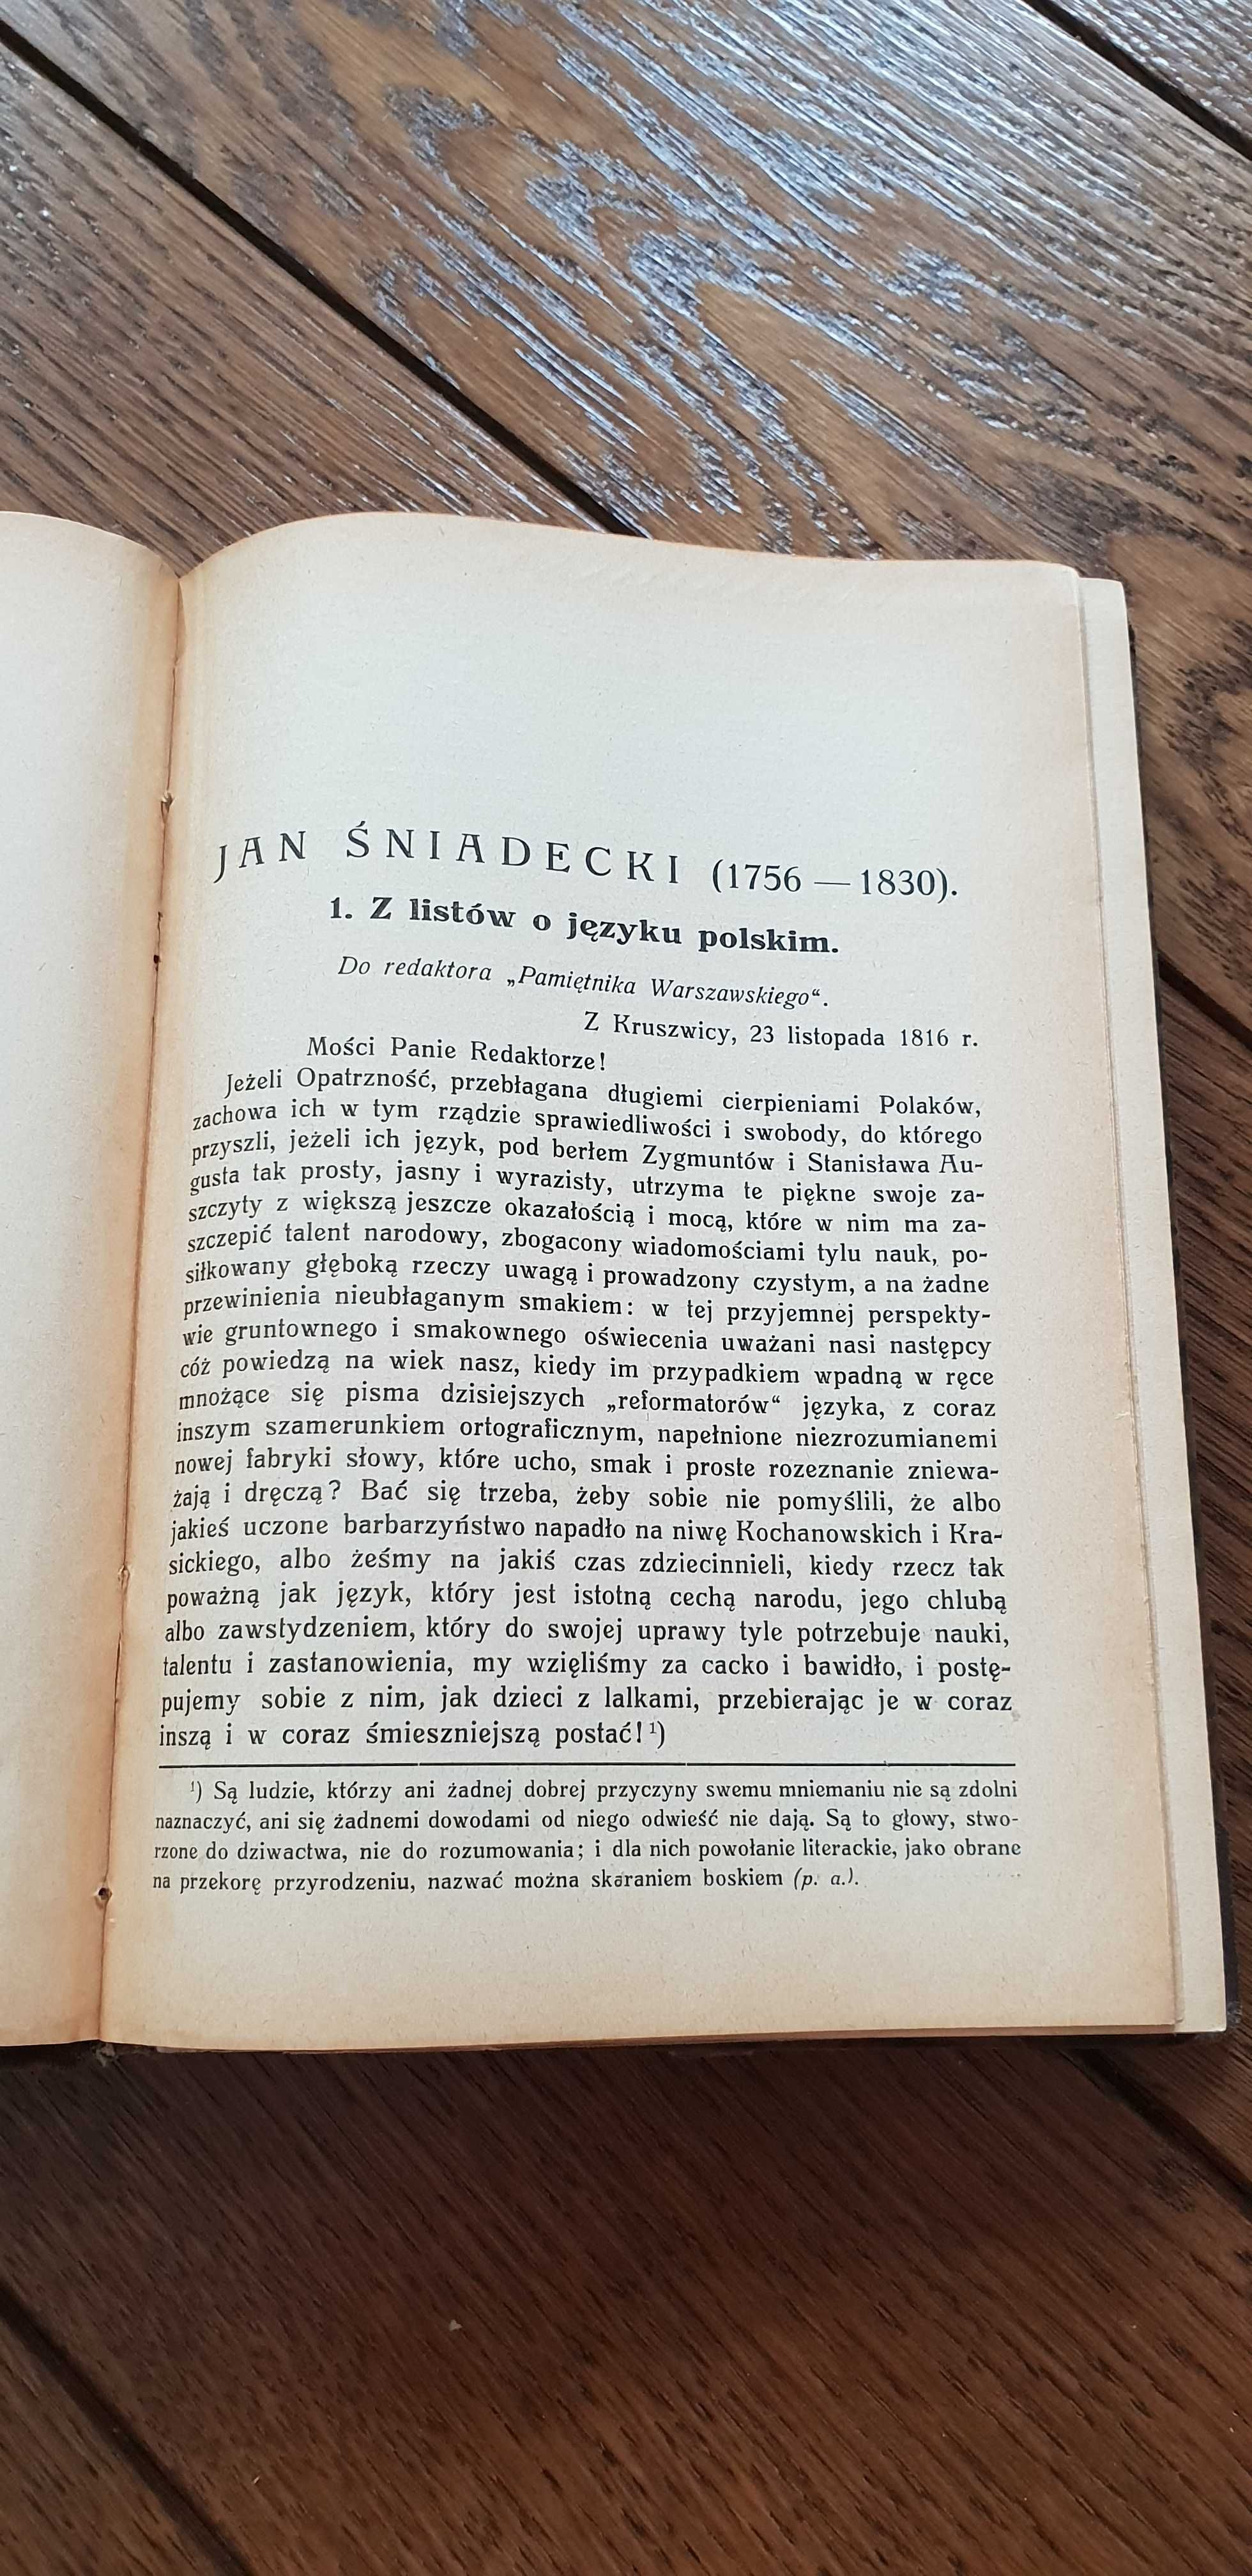 JAN ŚNIADECKI (1756 — 1830).
1. Z listów o języku polskim.
Do redaktora „Pamiętnika Warszawskiego“.
Z Kruszwicy, 23 listopada 1816 r.
Mości Panie Redaktorze!
Jeżeli Opatrzność, przebłagana długiemi cierpieniami Polaków,
zachowa ich w tym rządzie sprawiedliwości i swobody, do którego
przyszli, jeżeli ich język, pod berłem Zygmuntów i Stanisława Au-
gusta tak prosty, jasny i wyrazisty, utrzyma te piękne swoje za-
szczyty z większą jeszcze okazałością i mocą, które w nim ma za-
szczepić talent narodowy, zbogacony wiadomościami tylu nauk, po-
siłkowany głęboką rzeczy uwagą i prowadzony czystym, a na żadne
przewinienia nieubłaganym smakiem: w tej przyjemnej perspekty-
wie gruntownego i smakownego oświecenia uważani nasi następcy
cóż powiedzą na wiek nasz, kiedy im przypadkiem wpadną w ręce
mnożące się pisma dzisiejszych „reformatorów“ języka, z coraz
inszym szamerunkiem ortograficznym, napełnione niezrozumianemi
nowej fabryki słowy, które ucho, smak i proste rozeznanie zniewa-
żają i dręczą? Bać się trzeba, żeby sobie nie pomyślili, że albo
jakieś uczone barbarzyństwo napadło na niwę Kochanowskich i Kra-
sickiego, albo żeśmy na jakiś czas zdziecinnieli, kiedy rzecz tak
poważną jak język, który jest istotną cechą narodu, jego chlubą
albo zawstydzeniem, który do swojej uprawy tyle potrzebuje nauki,
talentu i zastanowienia, my wzięliśmy za cacko i bawidło, i postę-
pujemy sobie z nim, jak dzieci z lalkami, przebierając je w coraz
inszą i w coraz śmieszniejszą postać!¹)
¹) Są ludzie, którzy ani żadnej dobrej przyczyny swemu mniemaniu nie są zdolni
naznaczyć, ani się żadnemi dowodami od niego odwieść nie dają. Są to głowy, stwo-
rzone do dziwactwa, nie do rozumowania; i dla nich powołanie literackie, jako obrane
na przekorę przyrodzeniu, nazwać można skaraniem boskiem (p. a.).